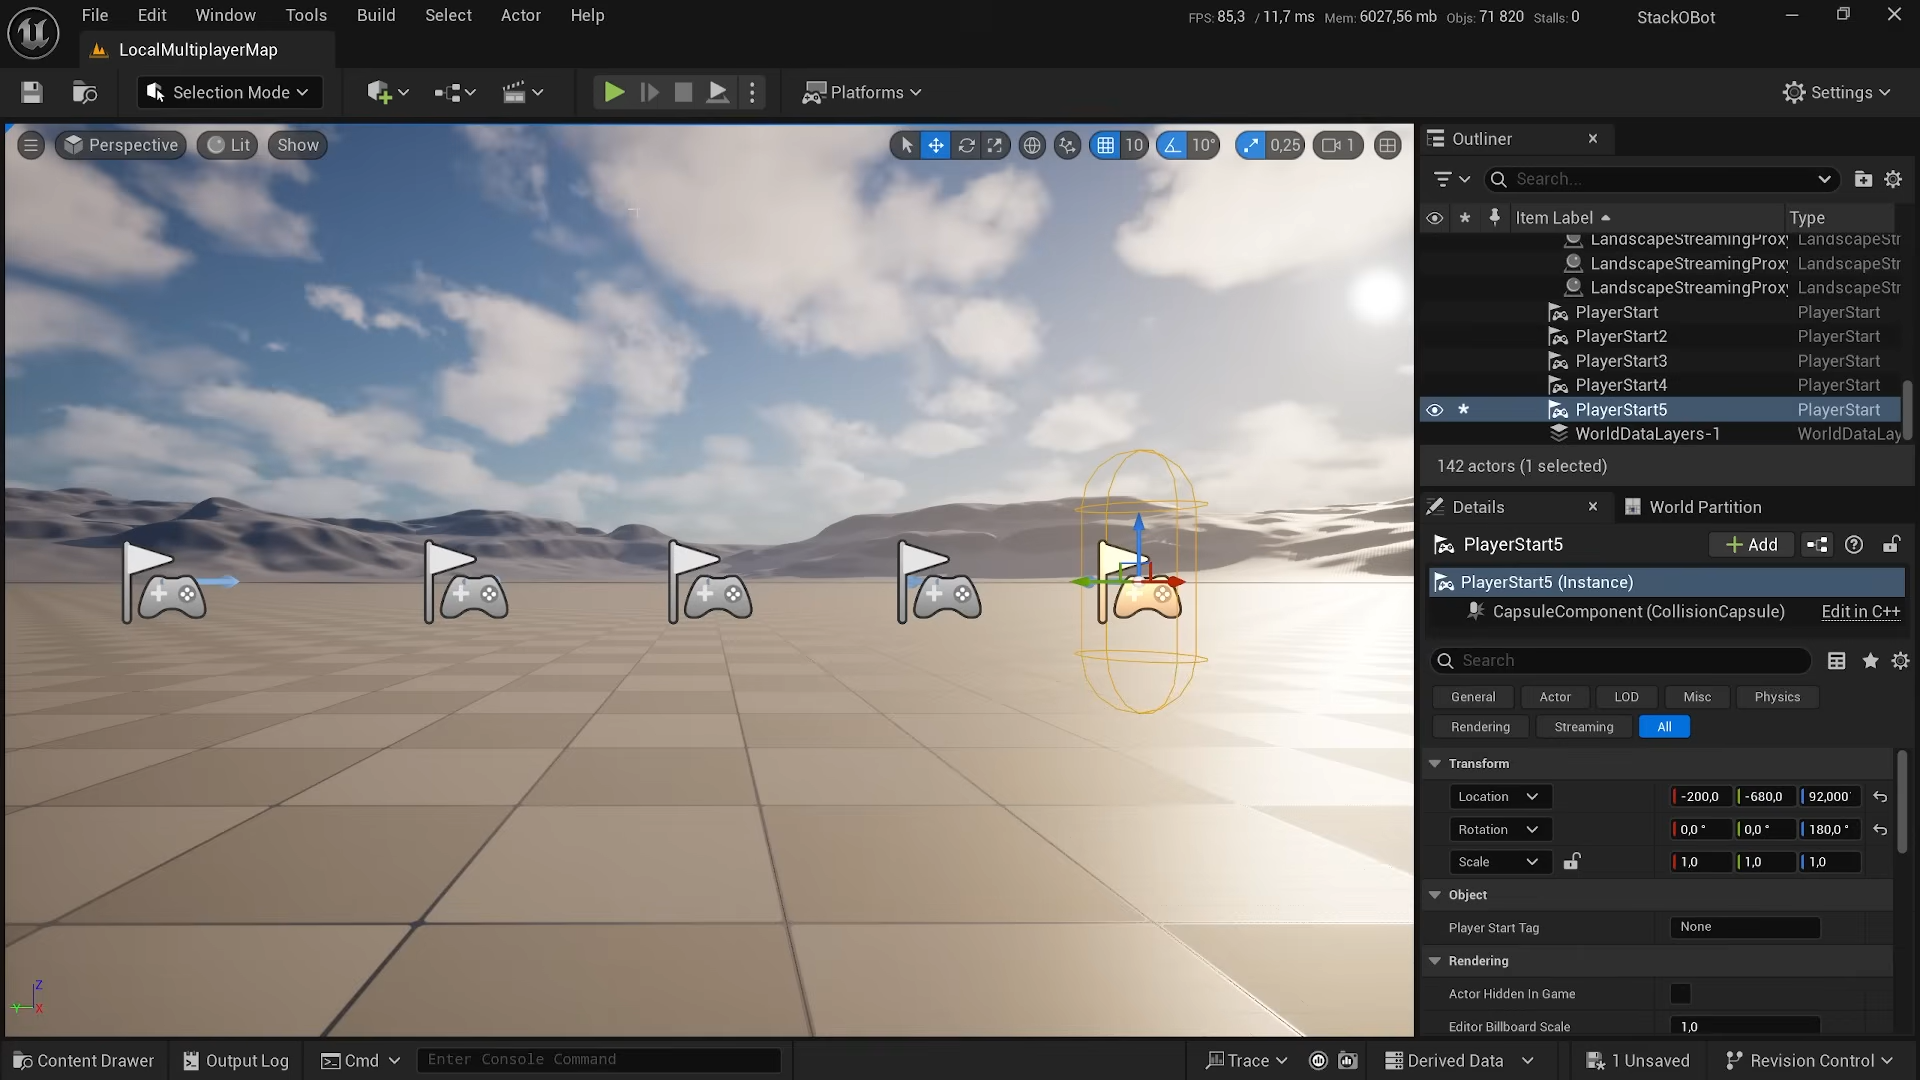 File Edit Window Tools Build Select Actor Help
FPS: 85,3 / 11,7 ms Mem: 6027,56 mb Objs: 71 820 Stalls: 0
StackOBot
LocalMultiplayerMap
Selection Mode
Platforms
Settings
Perspective Lit Show
10 10° 0,25 1
Outliner
Search...
Item Label Type
LandscapeStreamingProxy LandscapeStr
LandscapeStreamingProxy LandscapeStr
LandscapeStreamingProxy LandscapeStr
PlayerStart PlayerStart
PlayerStart2 PlayerStart
PlayerStart3 PlayerStart
PlayerStart4 PlayerStart
PlayerStart5 PlayerStart
WorldDataLayers-1 WorldDataLay
142 actors (1 selected)
Details World Partition
PlayerStart5 + Add
PlayerStart5 (Instance)
CapsuleComponent (CollisionCapsule) Edit in C++
Search
General Actor LOD Misc Physics
Rendering Streaming All
Transform
Location -200,0 -680,0 92,000
Rotation 0,0 ° 0,0 ° 180,0 °
Scale 1,0 1,0 1,0
Object
Player Start Tag None
Rendering
Actor Hidden In Game
Editor Billboard Scale 1,0
Z
Y X
Content Drawer Output Log Cmd Enter Console Command Trace Derived Data 1 Unsaved Revision Control